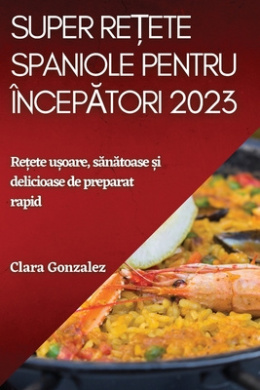 SUPER REȚETE
SPANIOLE PENTRU
ÎNCEPĂTORI 2023
Rețete ușoare, sănătoase și
delicioase de preparat
rapid
Clara Gonzalez